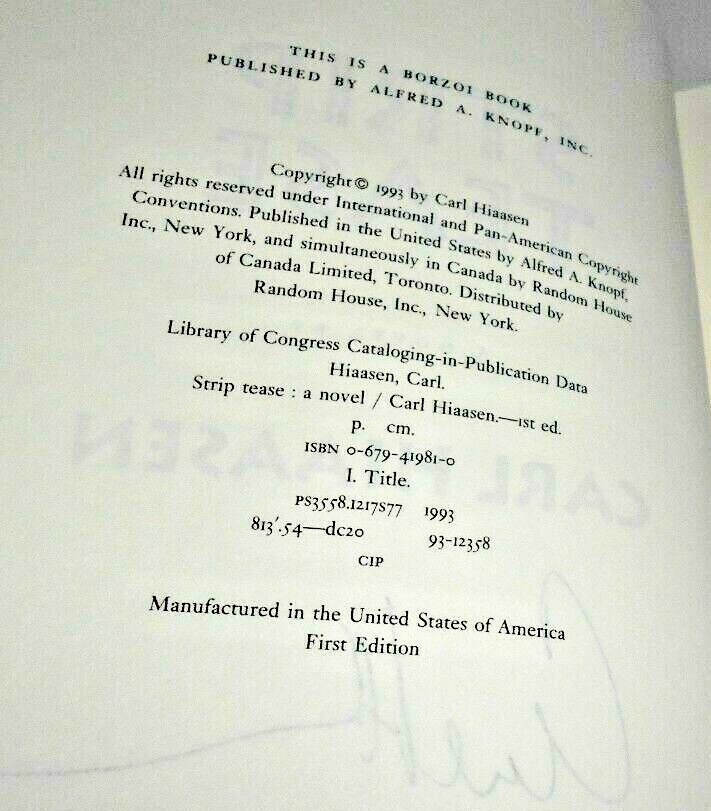 THIS IS A BORZOI BOOK
PUBLISHED BY ALFRED A. KNOPF, INC.
Copyright © 1993 by Carl Hiaasen
All rights reserved under International and Pan-American Copyright
Conventions. Published in the United States by Alfred A. Knopf,
Inc., New York, and simultaneously in Canada by Random House
of Canada Limited, Toronto. Distributed by
Random House, Inc., New York.
Library of Congress Cataloging-in-Publication Data
Hiaasen, Carl.
Strip tease : a novel / Carl Hiaasen.—1st ed.
p. cm.
ISBN 0-679-41981-0
I. Title.
PS3558.I217S77 1993
813'.54—dc20 93-12358
CIP
Manufactured in the United States of America
First Edition
CARL HIAASEN